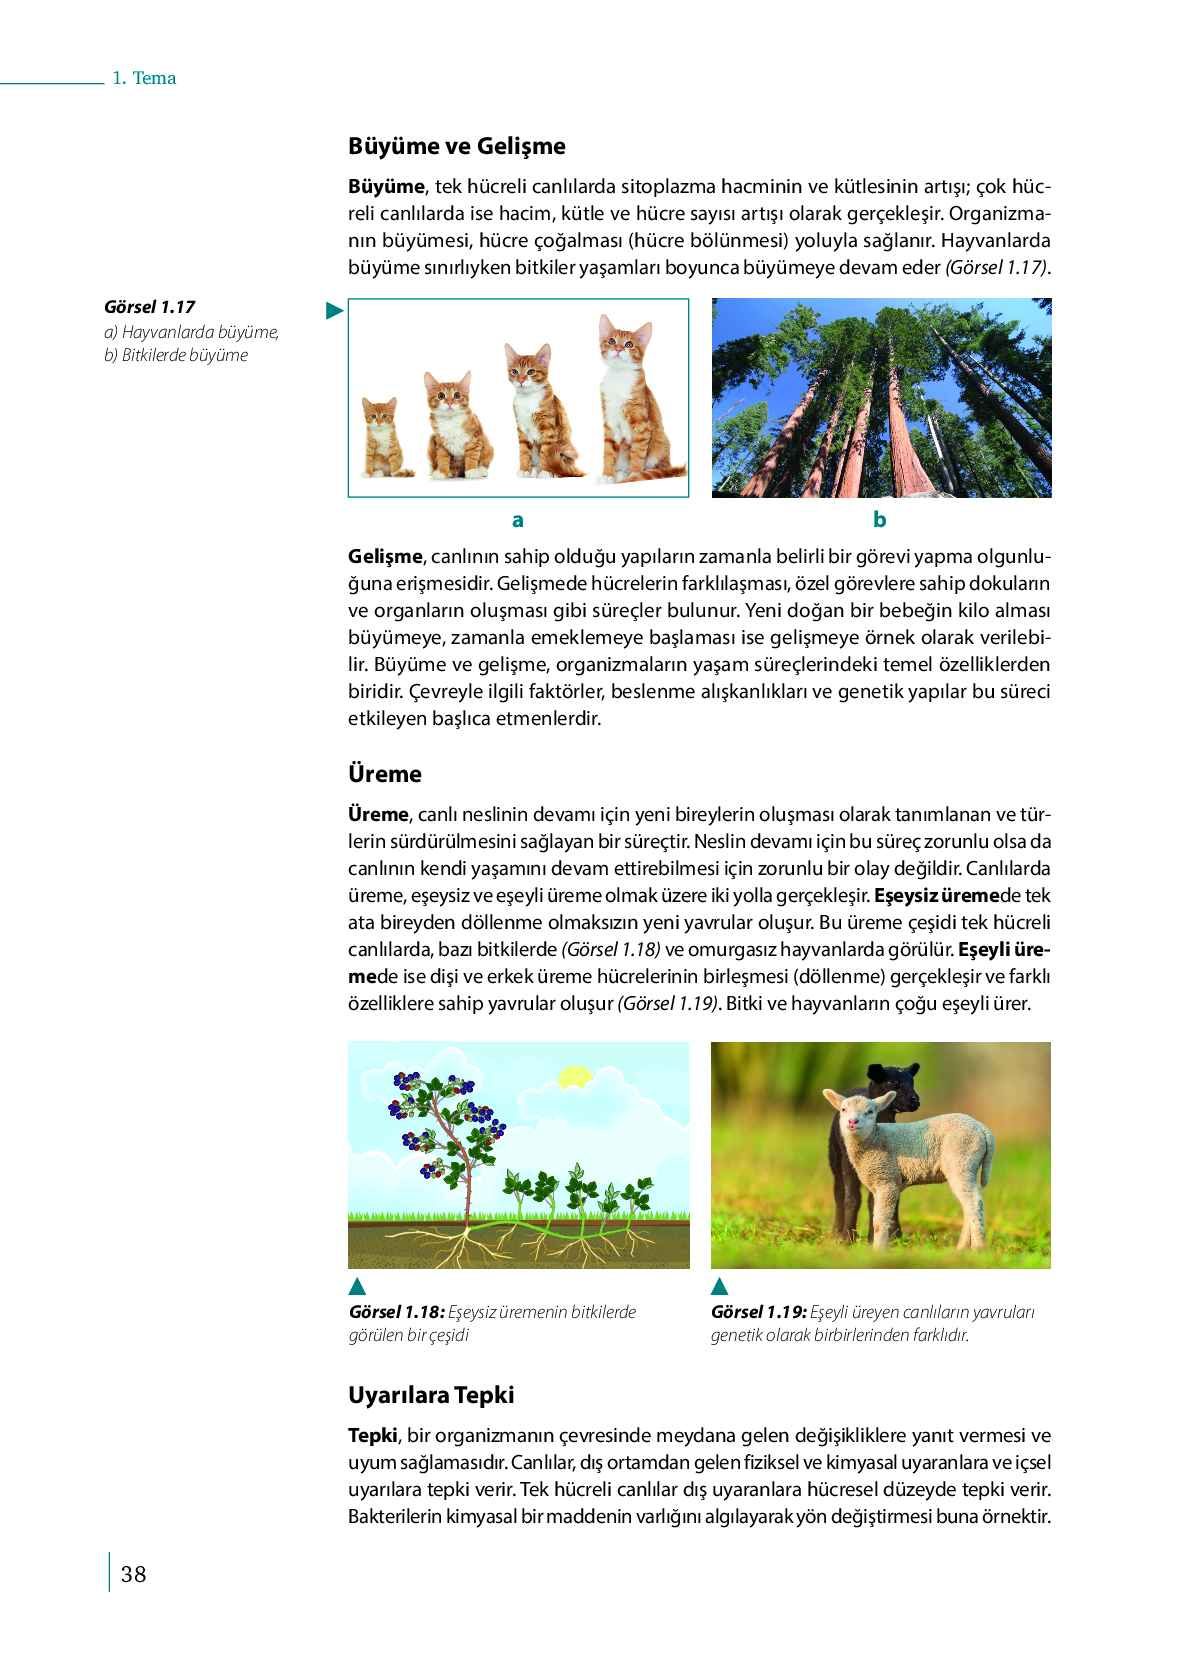 1. Tema
Büyüme ve Gelişme
Büyüme, tek hücreli canlılarda sitoplazma hacminin ve kütlesinin artışı; çok hüc-
reli canlılarda ise hacim, kütle ve hücre sayısı artışı olarak gerçekleşir. Organizma-
nın büyümesi, hücre çoğalması (hücre bölünmesi) yoluyla sağlanır. Hayvanlarda
büyüme sınırlıyken bitkiler yaşamları boyunca büyümeye devam eder (Görsel 1.17).
Görsel 1.17
a) Hayvanlarda büyüme,
b) Bitkilerde büyüme
a
b
Gelişme, canlının sahip olduğu yapıların zamanla belirli bir görevi yapma olgunlu-
ğuna erişmesidir. Gelişmede hücrelerin farklılaşması, özel görevlere sahip dokuların
ve organların oluşması gibi süreçler bulunur. Yeni doğan bir bebeğin kilo alması
büyümeye, zamanla emeklemeye başlaması ise gelişmeye örnek olarak verilebi-
lir. Büyüme ve gelişme, organizmaların yaşam süreçlerindeki temel özelliklerden
biridir. Çevreyle ilgili faktörler, beslenme alışkanlıkları ve genetik yapılar bu süreci
etkileyen başlıca etmenlerdir.
Üreme
Üreme, canlı neslinin devamı için yeni bireylerin oluşması olarak tanımlanan ve tür-
lerin sürdürülmesini sağlayan bir süreçtir. Neslin devamı için bu süreç zorunlu olsa da
canlının kendi yaşamını devam ettirebilmesi için zorunlu bir olay değildir. Canlılarda
üreme, eşeysiz ve eşeyli üreme olmak üzere iki yolla gerçekleşir. Eşeysiz üremede tek
ata bireyden döllenme olmaksızın yeni yavrular oluşur. Bu üreme çeşidi tek hücreli
canlılarda, bazı bitkilerde (Görsel 1.18) ve omurgasız hayvanlarda görülür. Eşeyli üre-
mede ise dişi ve erkek üreme hücrelerinin birleşmesi (döllenme) gerçekleşir ve farklı
özelliklere sahip yavrular oluşur (Görsel 1.19). Bitki ve hayvanların çoğu eşeyli ürer.
Görsel 1.18: Eşeysiz üremenin bitkilerde
görülen bir çeşidi
Görsel 1.19: Eşeyli üreyen canlıların yavruları
genetik olarak birbirlerinden farklıdır.
Uyarılara Tepki
Tepki, bir organizmanın çevresinde meydana gelen değişikliklere yanıt vermesi ve
uyum sağlamasıdır. Canlılar, dış ortamdan gelen fiziksel ve kimyasal uyaranlara ve içsel
uyarılara tepki verir. Tek hücreli canlılar dış uyaranlara hücresel düzeyde tepki verir.
Bakterilerin kimyasal bir maddenin varlığını algılayarak yön değiştirmesi buna örnektir.
38